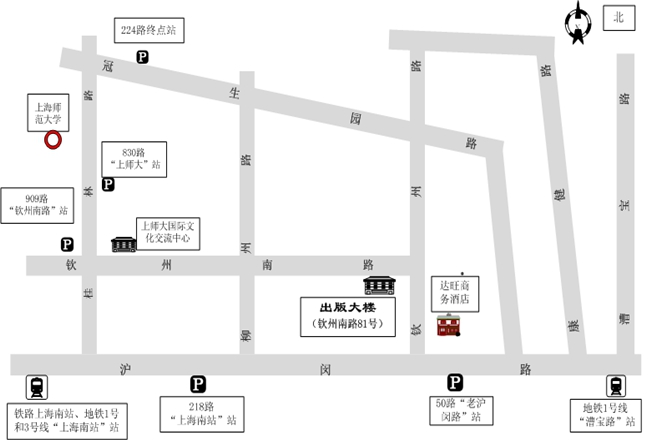 北
224路终点站
P
冠生园路
上海师
范大学
830路
“上师大”站
P
909路
“钦州南路”站
P
上师大国际文
化交流中心
钦州南路
桂林路
柳州路
钦州路
健康路
漕宝路
出版大楼
（钦州南路81号）
达旺商
务酒店
沪闵路
铁路上海南站、地铁1号
和3号线“上海南站”站
P
218路
“上海南站”站
P
50路“老沪
闵路”站
地铁1号线
“漕宝路”站